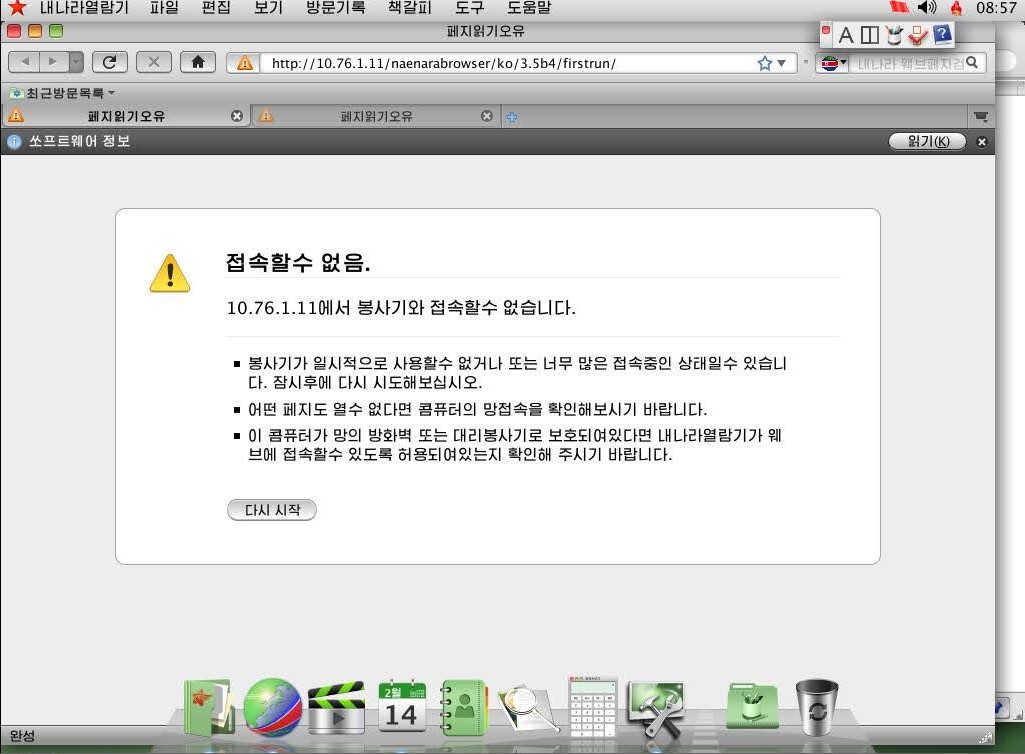 내나라열람기 파일 편집 보기 방문기록 책갈피 도구 도움말 08:57
페지읽기오유
http://10.76.1.11/naenarabrowser/ko/3.5b4/firstrun/ 내나라 웨브페지검
최근방문목록
페지읽기오유 페지읽기오유
쏘프트웨어 정보 읽기(K)
접속할수 없음.
10.76.1.11에서 봉사기와 접속할수 없습니다.
봉사기가 일시적으로 사용할수 없거나 또는 너무 많은 접속중인 상태일수 있습니
다. 잠시후에 다시 시도해보십시오.
어떤 페지도 열수 없다면 콤퓨터의 망접속을 확인해보시기 바랍니다.
이 콤퓨터가 망의 방화벽 또는 대리봉사기로 보호되여있다면 내나라열람기가 웨
브에 접속할수 있도록 허용되여있는지 확인해 주시기 바랍니다.
다시 시작
2월
14
완성